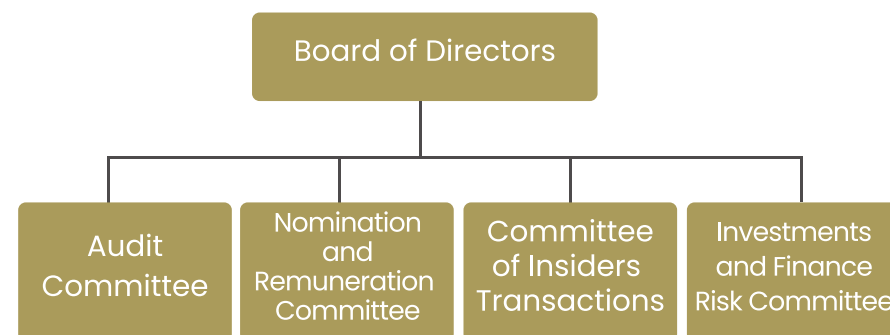 Board of Directors
Audit
Committee
Nomination
and
Remuneration
Committee
Committee
of Insiders
Transactions
Investments
and Finance
Risk Committee